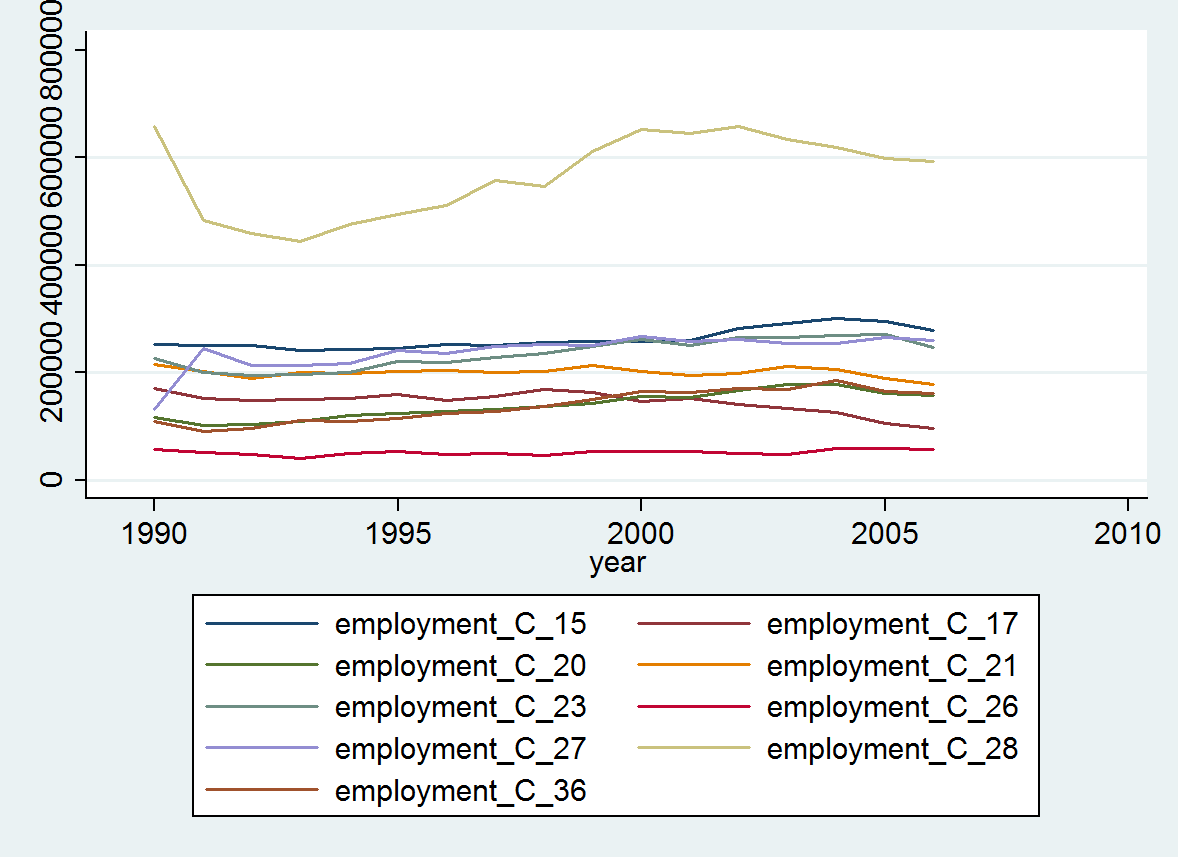 800000
600000
400000
200000
0
1990 1995 2000 2005 2010
year
employment_C_15 employment_C_17
employment_C_20 employment_C_21
employment_C_23 employment_C_26
employment_C_27 employment_C_28
employment_C_36